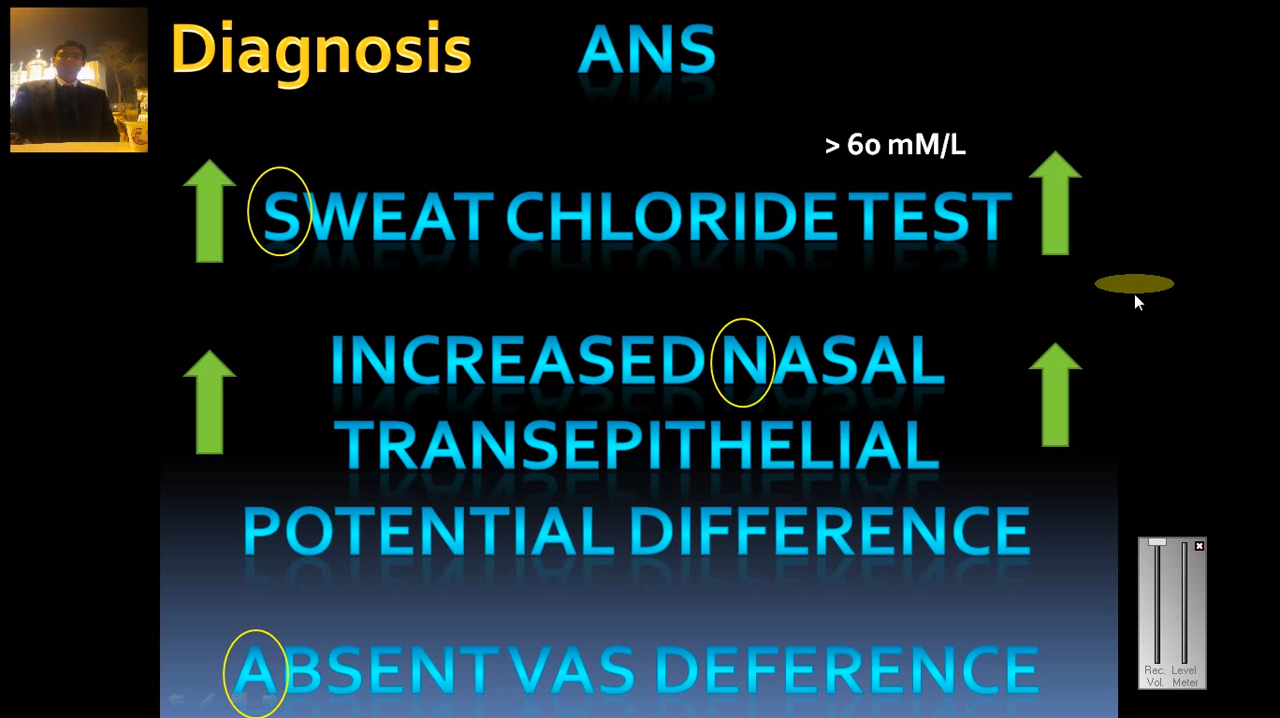 Diagnosis ANS
> 60 mM/L
SWEAT CHLORIDE TEST
INCREASED NASAL
TRANSEPITHELIAL
POTENTIAL DIFFERENCE
ABSENT VAS DEFERENCE
Rec. Level
Vol. Meter